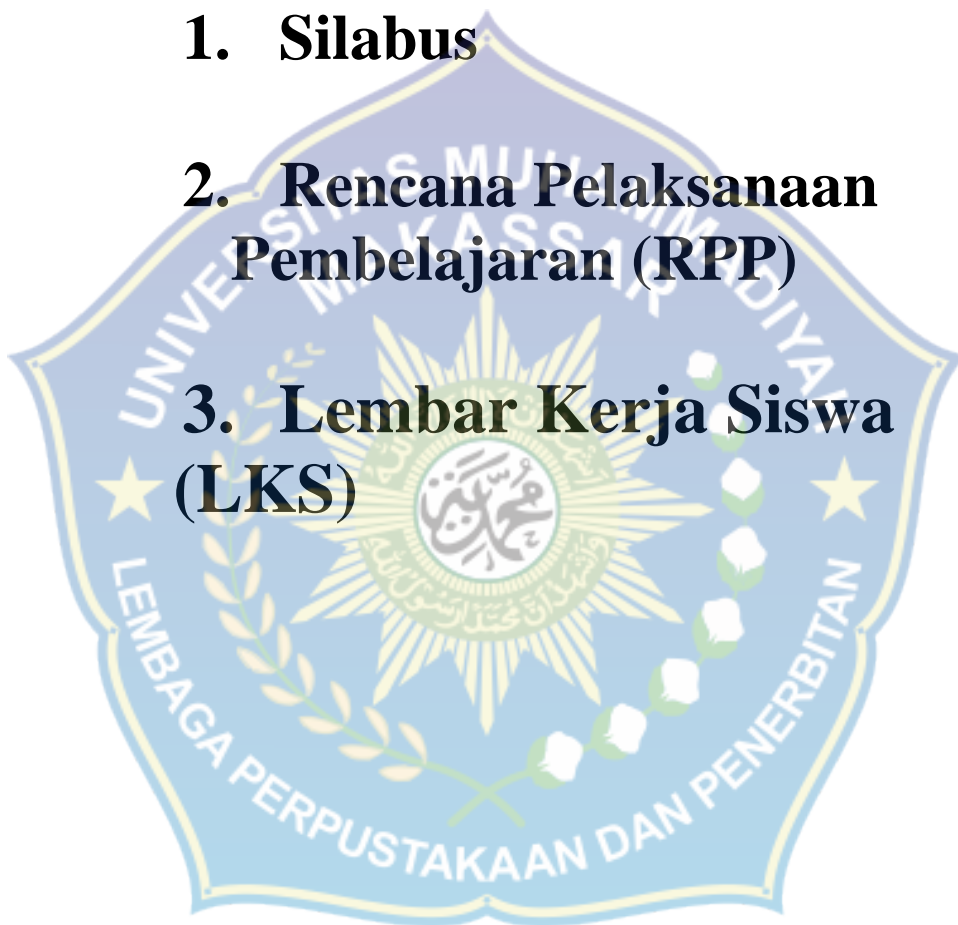 1. Silabus
2. Rencana Pelaksanaan
Pembelajaran (RPP)
3. Lembar Kerja Siswa
(LKS)
UNIVERSITAS MUHAMMADIYAH
MAKASSAR
محمدية
LEMBAGA PERPUSTAKAAN DAN PENERBITAN